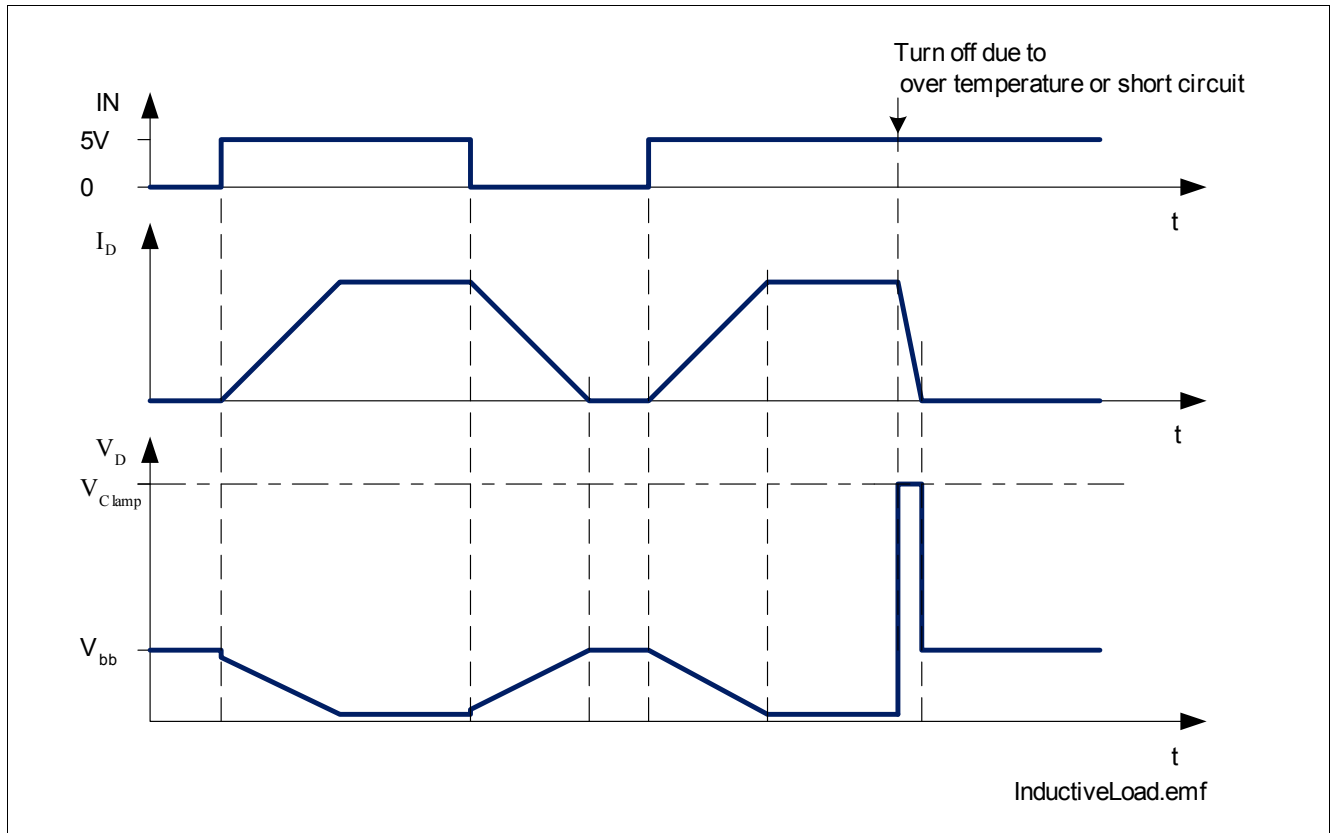 Turn off due to
over temperature or short circuit
IN
5V
0
t
I_D
t
V_D
V_Clamp
V_bb
t
InductiveLoad.emf